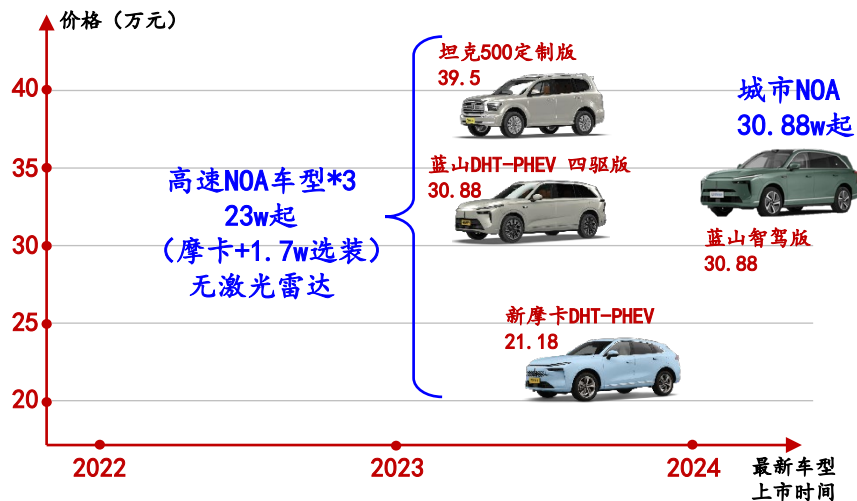 价格（万元）
40
35
30
25
20
坦克500定制版
39.5
城市NOA
30.88w起
高速NOA车型*3
23w起
（摩卡+1.7w选装）
无激光雷达
蓝山DHT-PHEV 四驱版
30.88
蓝山智驾版
30.88
新摩卡DHT-PHEV
21.18
2022
2023
2024
最新车型
上市时间